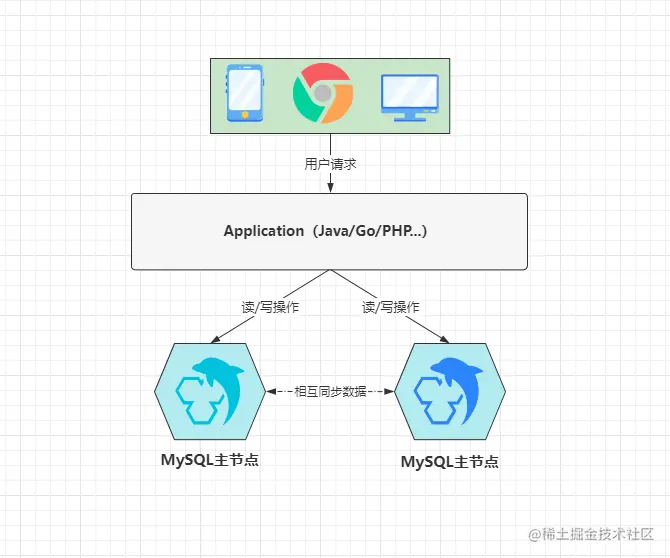 用户请求
Application（Java/Go/PHP...）
读/写操作 读/写操作
相互同步数据
MySQL主节点 MySQL主节点
@稀土掘金技术社区